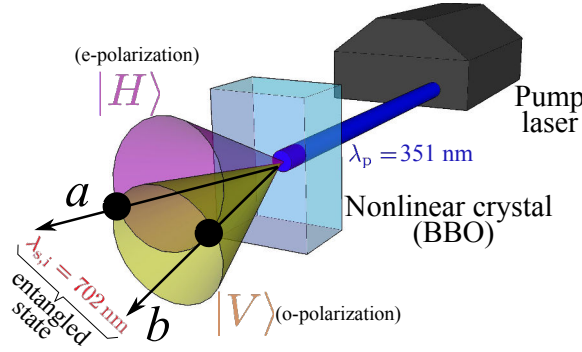 (e-polarization)
|H⟩
Pump
laser
λp = 351 nm
a
Nonlinear crystal
(BBO)
λs,i = 702 nm
entangled
state
b
|V⟩ (o-polarization)